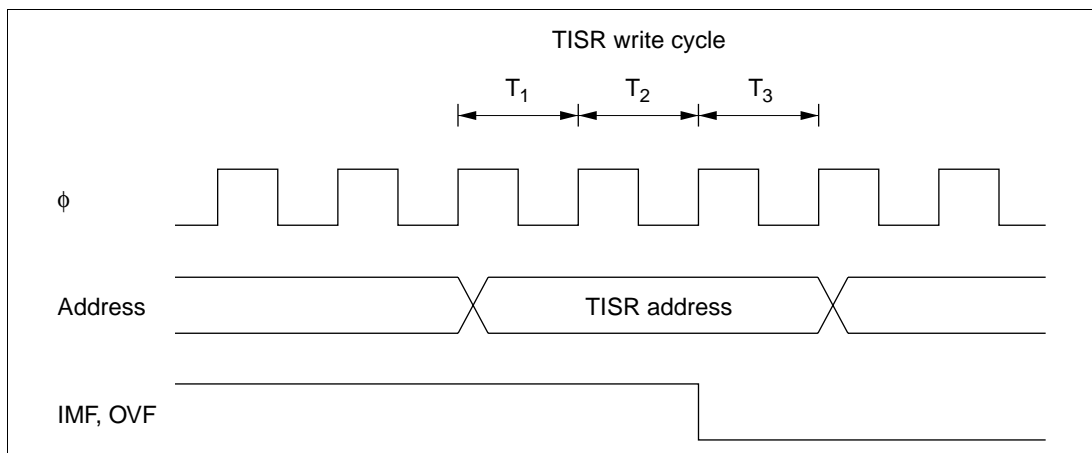 TISR write cycle
T1 T2 T3
ϕ
Address
TISR address
IMF, OVF